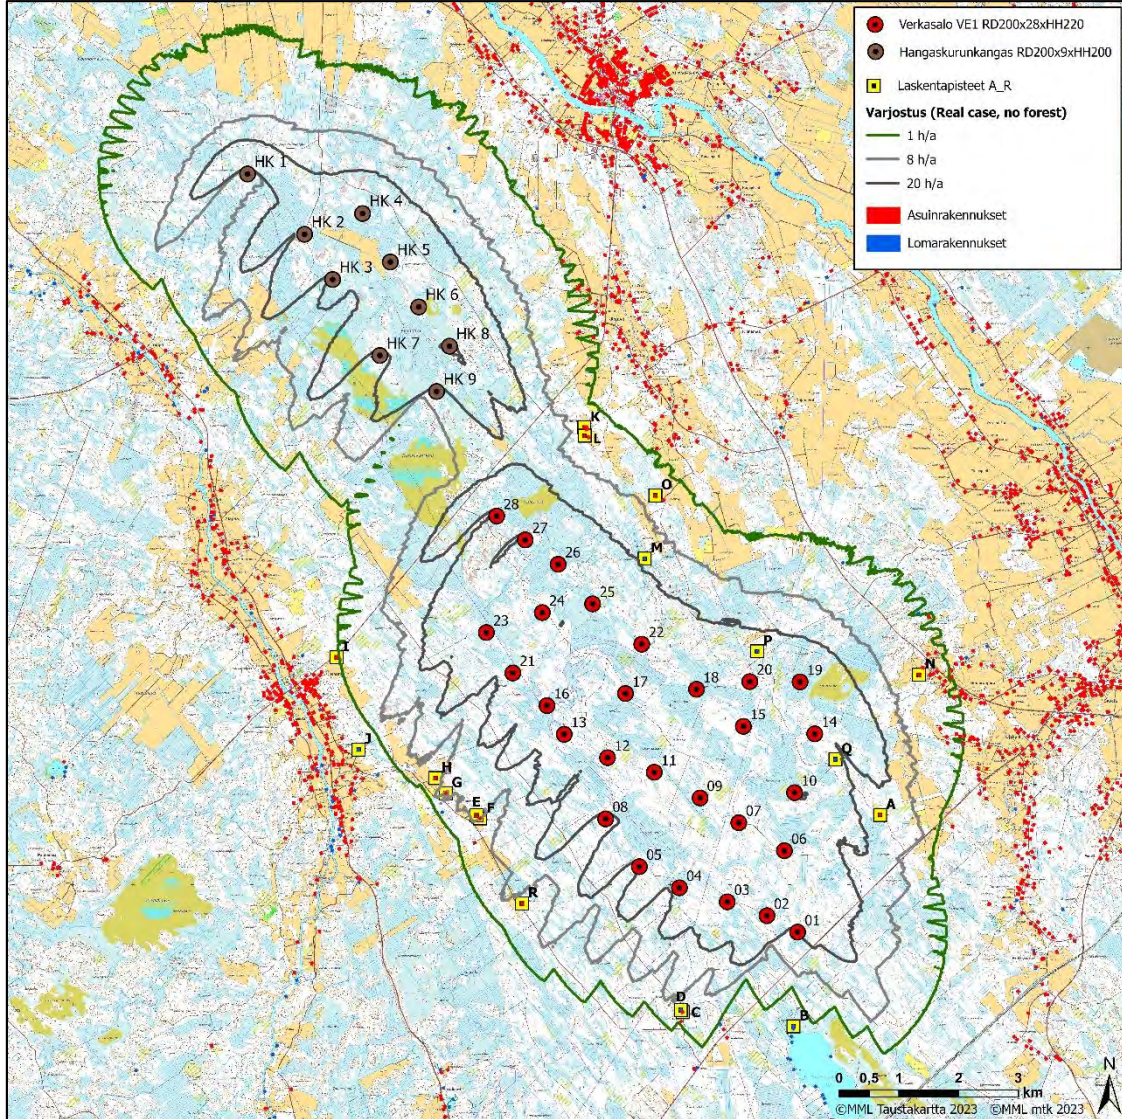 Verkasalo VE1 RD200x28xHH220
Hangaskurunkangas RD200x9xHH200
Laskentapisteet A_R
Varjostus (Real case, no forest)
1 h/a
8 h/a
20 h/a
Asuinrakennukset
Lomarakennukset
HK 1
HK 4
HK 2
HK 5
HK 3
HK 6
HK 8
HK 7
HK 9
K
L
O
28
27
M
26
25
24
23
22
P
I
21
20
19
N
18
17
16
15
14
13
J
12
Q
11
H
10
G
09
E
F
08
07
A
06
05
04
R
03
02
01
D
C
B
N
0 0,5 1 2 3
km
©MML Taustakartta 2023 ©MML mtk 2023